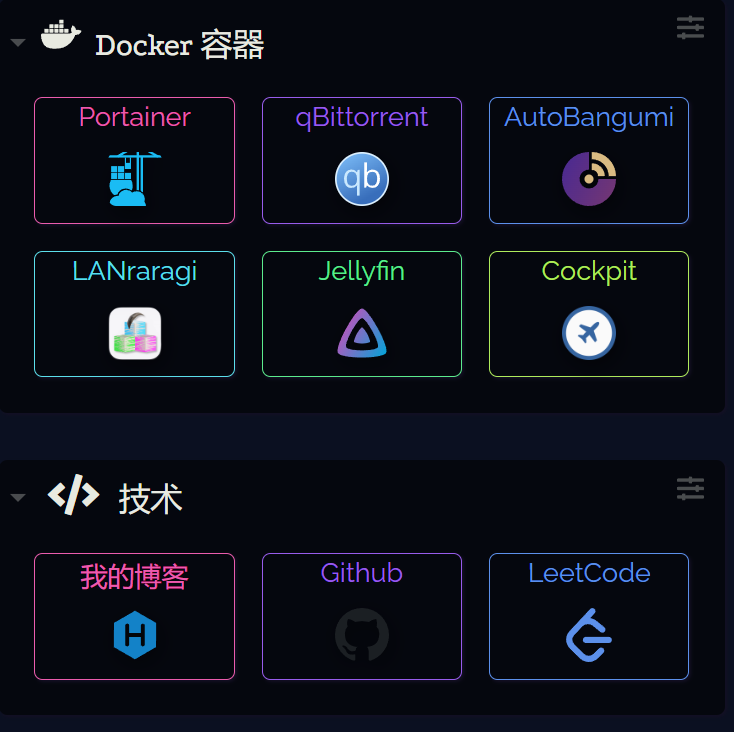 Docker 容器
Portainer
qBittorrent
AutoBangumi
qb
LANraragi
Jellyfin
Cockpit
</> 技术
我的博客
Github
LeetCode
H